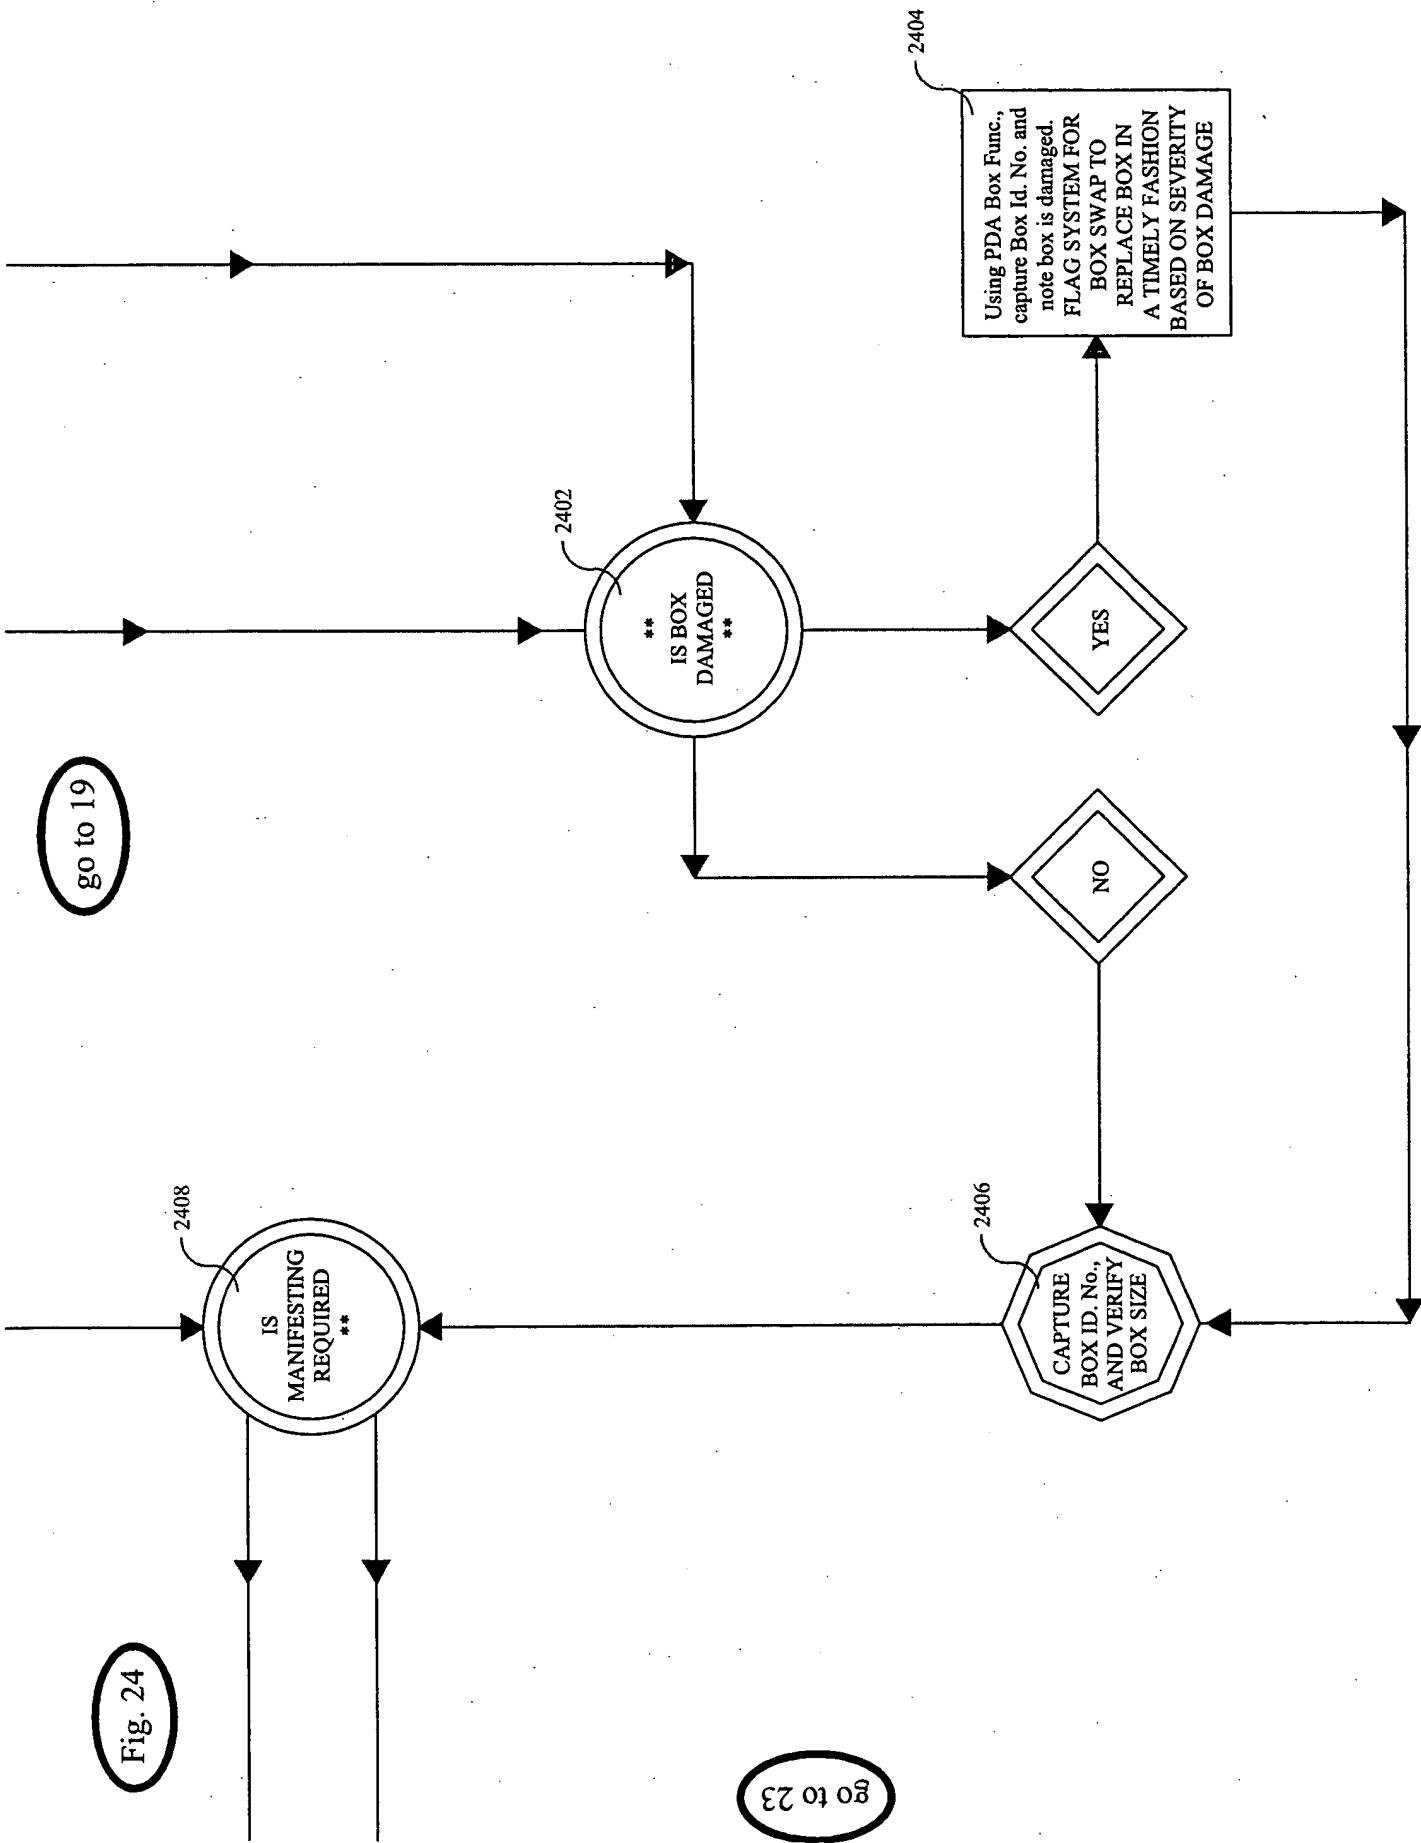 Fig. 24
go to 19
go to 23
2408
IS
MANIFESTING
REQUIRED
**
2402
**
IS BOX
DAMAGED
**
2404
Using PDA Box Func.,
capture Box Id. No. and
note box is damaged.
FLAG SYSTEM FOR
BOX SWAP TO
REPLACE BOX IN
A TIMELY FASHION
BASED ON SEVERITY
OF BOX DAMAGE
YES
NO
2406
CAPTURE
BOX ID. No.,
AND VERIFY
BOX SIZE